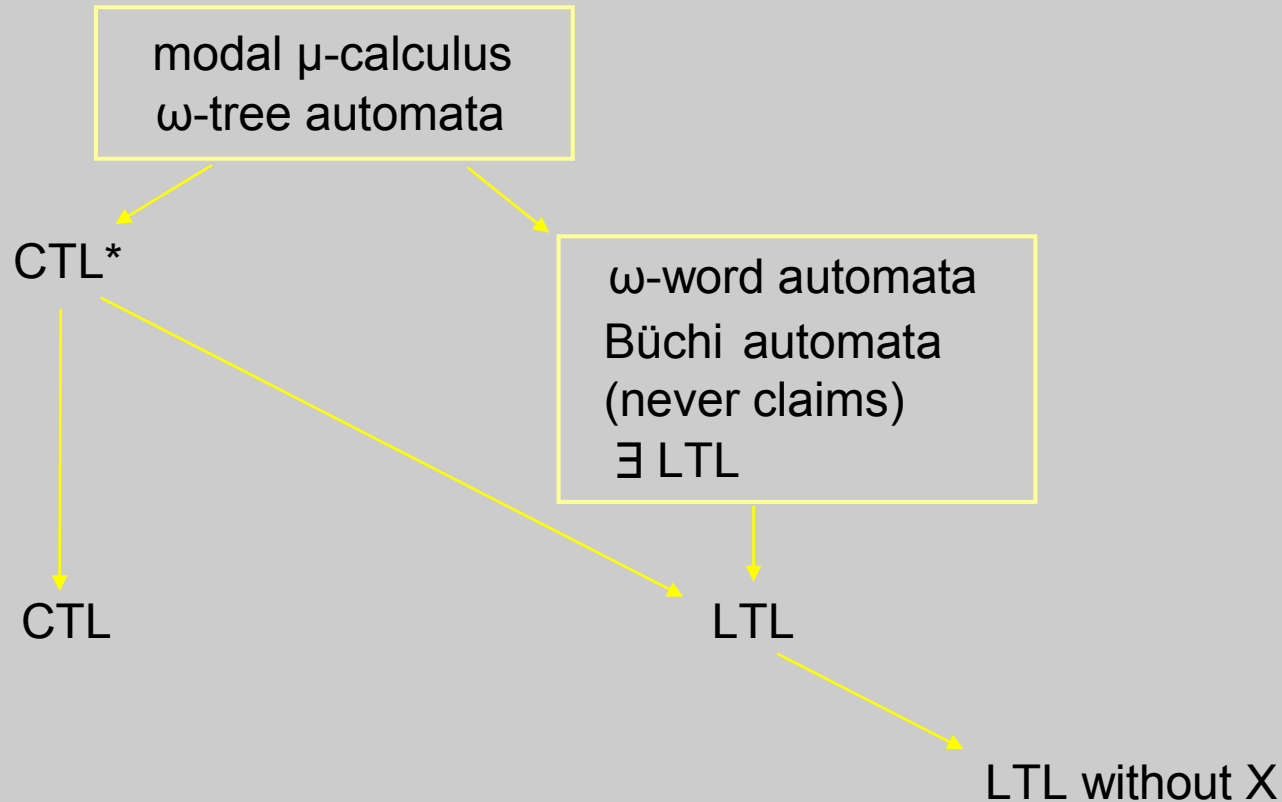 modal µ-calculus
ω-tree automata
CTL*
ω-word automata
Büchi automata
(never claims)
∃ LTL
CTL
LTL
LTL without X